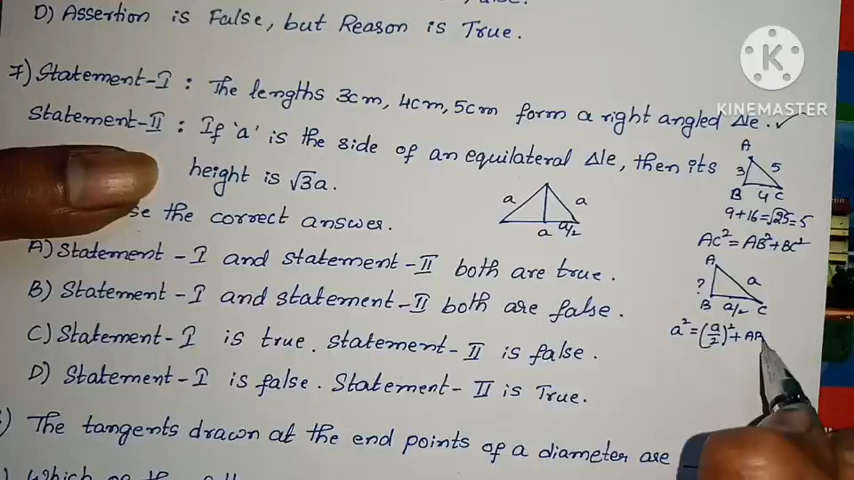 D) Assertion is False, but Reason is True.
7) Statement-I : The lengths 3cm, 4cm, 5cm form a right angled Δle. ✓
Statement-II : If 'a' is the side of an equilateral Δle, then its
height is √3a.
the correct answer.
A) Statement - I and statement - II both are true.
B) Statement - I and statement - II both are false.
C) Statement - I is true. Statement - II is false.
D) Statement - I is false. Statement - II is True.
The tangents drawn at the end points of a diameter are
K
KINEMASTER
a
a
a a/2
A
3 5
B 4 C
9+16=√25=5
AC²=AB²+BC²
A
? a
B a/2 C
a²=(a/2)²+AB